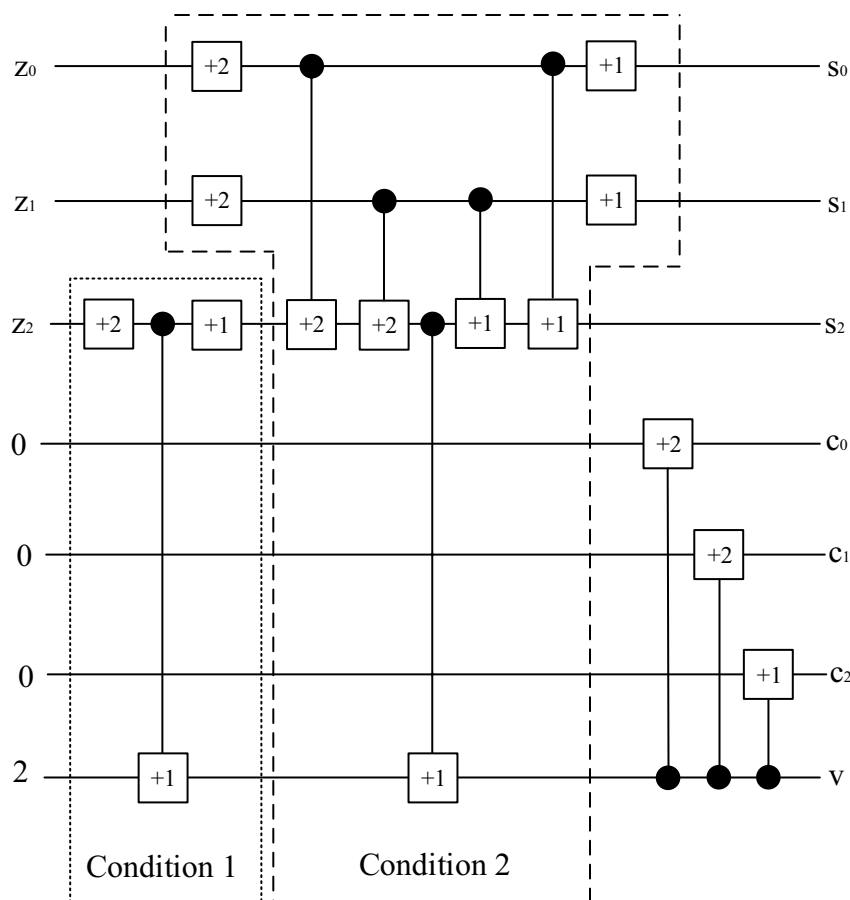 z₀ +2 +1 s₀
z₁ +2 +1 s₁
z₂ +2 +1 +2 +2 +1 +1 s₂
0 +2 c₀
0 +2 c₁
0 +1 c₂
2 +1 +1 v
Condition 1 Condition 2